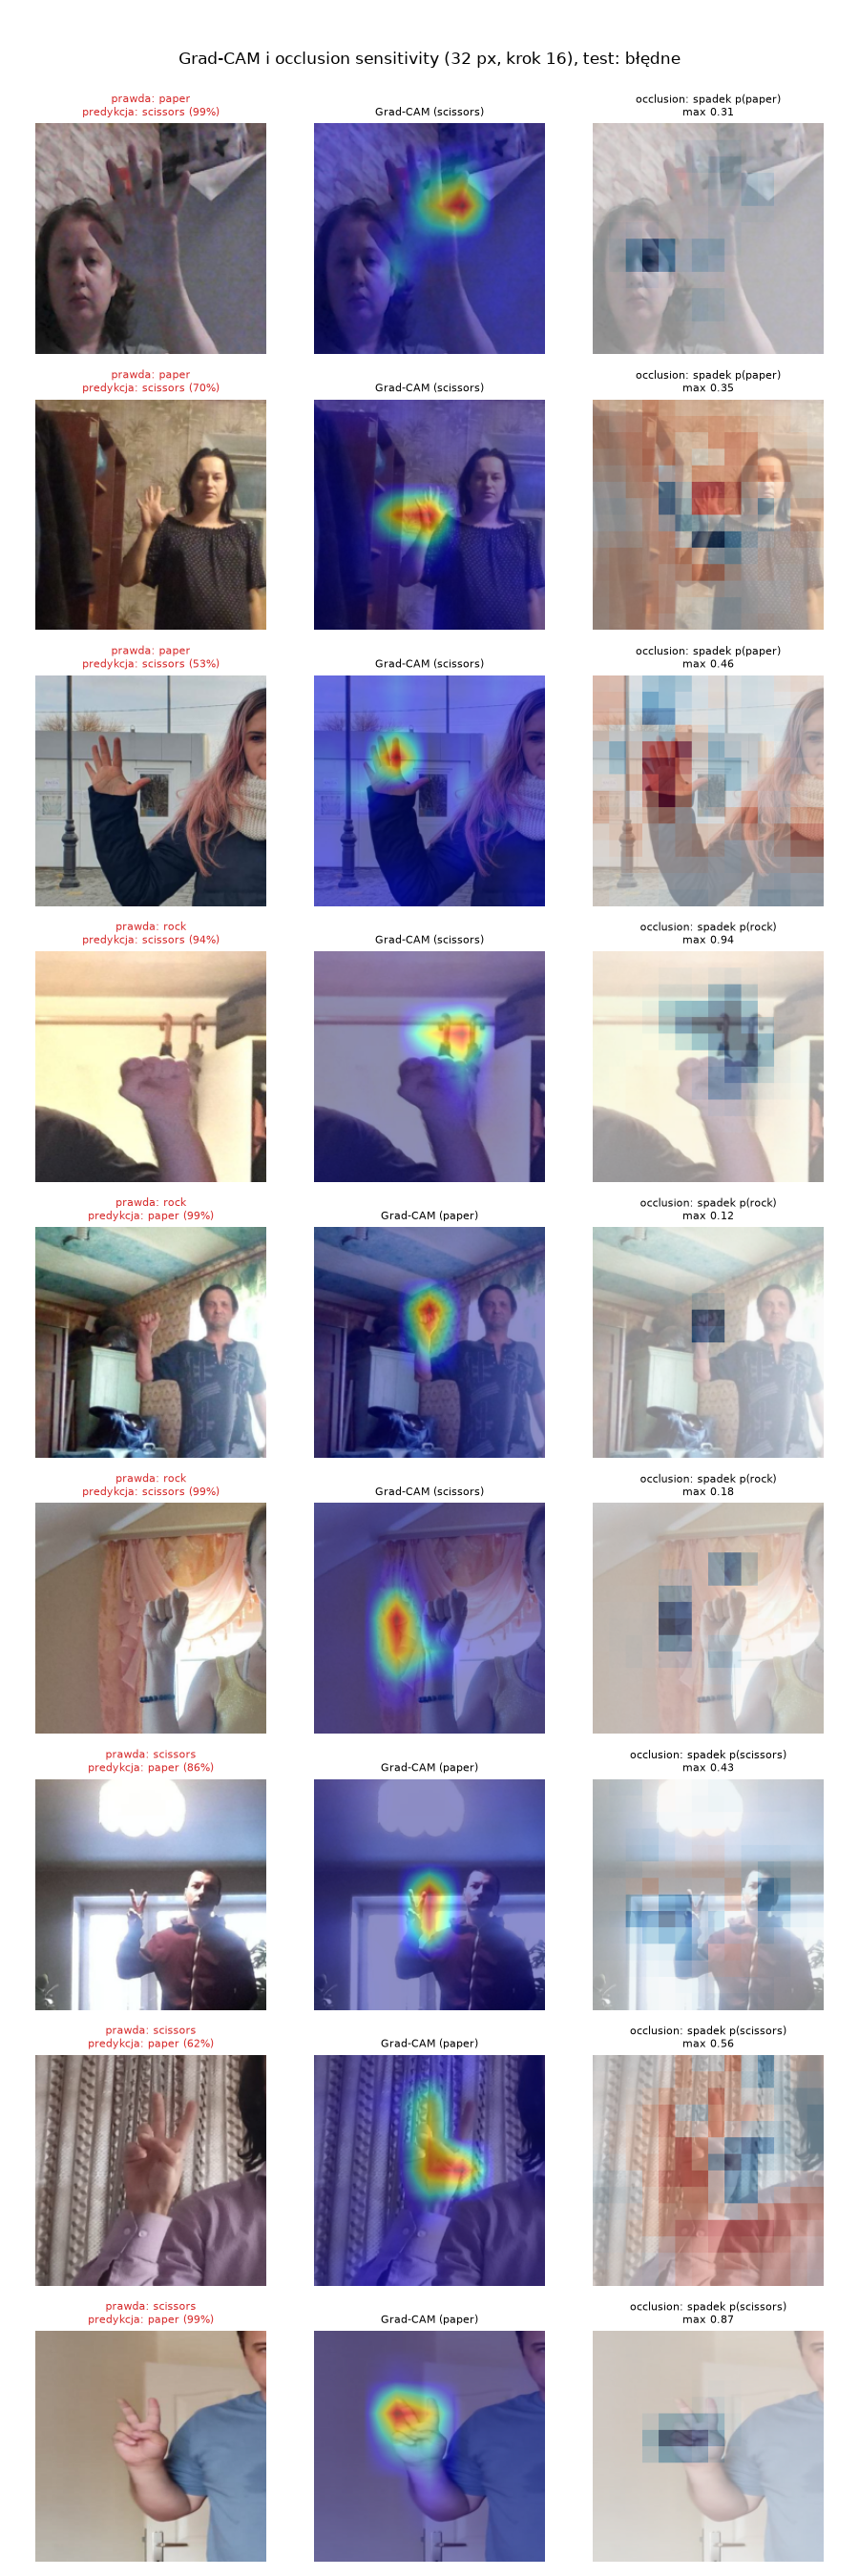 Grad-CAM i occlusion sensitivity (32 px, krok 16), test: błędne
prawda: paper
predykcja: scissors (99%)
Grad-CAM (scissors)
occlusion: spadek p(paper)
max 0.31
prawda: paper
predykcja: scissors (70%)
Grad-CAM (scissors)
occlusion: spadek p(paper)
max 0.35
prawda: paper
predykcja: scissors (53%)
Grad-CAM (scissors)
occlusion: spadek p(paper)
max 0.46
prawda: rock
predykcja: scissors (94%)
Grad-CAM (scissors)
occlusion: spadek p(rock)
max 0.94
prawda: rock
predykcja: paper (99%)
Grad-CAM (paper)
occlusion: spadek p(rock)
max 0.12
prawda: rock
predykcja: scissors (99%)
Grad-CAM (scissors)
occlusion: spadek p(rock)
max 0.18
prawda: scissors
predykcja: paper (86%)
Grad-CAM (paper)
occlusion: spadek p(scissors)
max 0.43
prawda: scissors
predykcja: paper (62%)
Grad-CAM (paper)
occlusion: spadek p(scissors)
max 0.56
prawda: scissors
predykcja: paper (99%)
Grad-CAM (paper)
occlusion: spadek p(scissors)
max 0.87